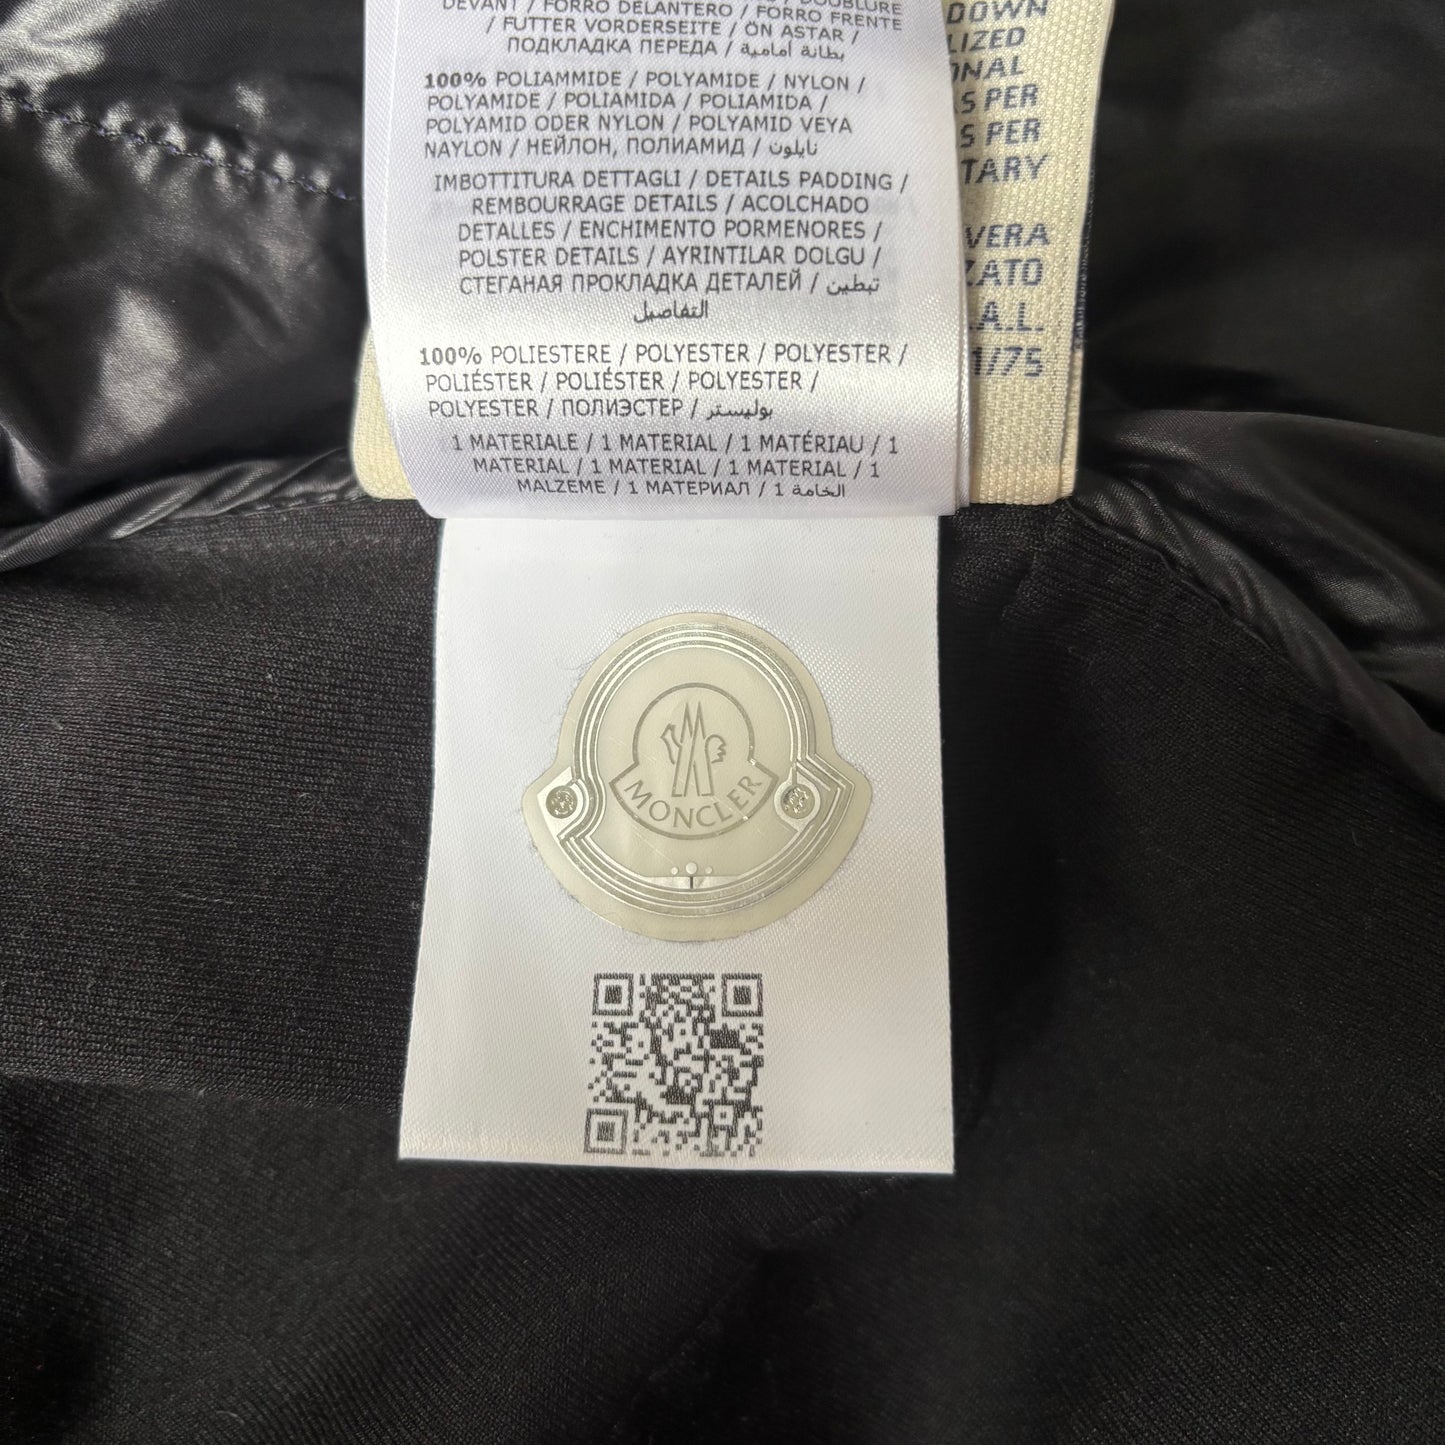 DEVANT / FORRO DELANTERO / FORRO FRENTE
/ FUTTER VORDERSEITE / ÖN ASTAR /
ПОДКЛАДКА ПЕРЕДА / بطانة أمامية /
100% POLIAMMIDE / POLYAMIDE / NYLON /
POLYAMIDE / POLIAMIDA / POLIAMIDA /
POLYAMID ODER NYLON / POLYAMID VEYA
NAYLON / НЕЙЛОН, ПОЛИАМИД / نايلون
IMBOTTITURA DETTAGLI / DETAILS PADDING /
REMBOURRAGE DETAILS / ACOLCHADO
DETALLES / ENCHIMENTO PORMENORES /
POLSTER DETAILS / AYRINTILAR DOLGU /
СТЕГАНАЯ ПРОКЛАДКА ДЕТАЛЕЙ / تبطين
التفاصيل
100% POLIESTERE / POLYESTER / POLYESTER /
POLIÉSTER / POLIÉSTER / POLYESTER /
POLYESTER / ПОЛИЭСТЕР / بوليستر
1 MATERIALE / 1 MATERIAL / 1 MATÉRIAU / 1
MATERIAL / 1 MATERIAL / 1 MATERIAL / 1
MALZEME / 1 МАТЕРИАЛ / 1 الخامة
DOWN
LIZED
ONAL
S PER
S PER
TARY
VERA
ZATO
.A.L.
1/75
MONCLER